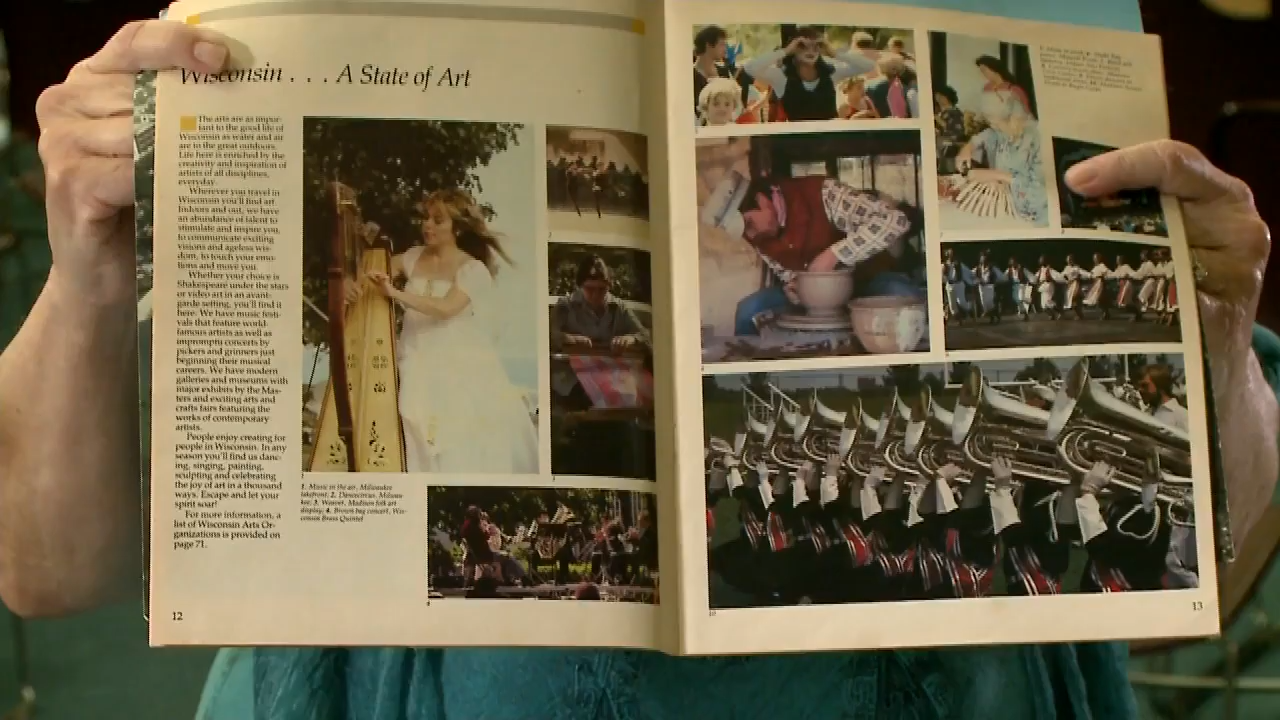 Wisconsin . . . A State of Art
The arts are as impor-
tant to the good life of
Wisconsin as water and air
are to the great outdoors.
Life here is enriched by the
creativity and inspiration of
artists of all disciplines,
everyday.
Wherever you travel in
Wisconsin you'll find art.
Indoors and out, we have
an abundance of talent to
stimulate and inspire you,
to communicate exciting
visions and ageless wis-
dom, to touch your emo-
tions and move you.
Whether your choice is
Shakespeare under the stars
or video art in an avant-
garde setting, you'll find it
here. We have music festi-
vals that feature world-
famous artists as well as
impromptu concerts by
pickers and grinners just
beginning their musical
careers. We have modern
galleries and museums with
major exhibits by the Mas-
ters and exciting arts and
crafts fairs featuring the
works of contemporary
artists.
People enjoy creating for
people in Wisconsin. In any
season you'll find us danc-
ing, singing, painting,
sculpting and celebrating
the joy of art in a thousand
ways. Escape and let your
spirit soar!
For more information, a
list of Wisconsin Arts Or-
ganizations is provided on
page 71.
1. Music in the air, Milwaukee
lakefront; 2. Dancecircus, Milwau-
kee; 3. Weaver, Madison folk art
display; 4. Brown bag concert, Wis-
consin Brass Quintet
12
13